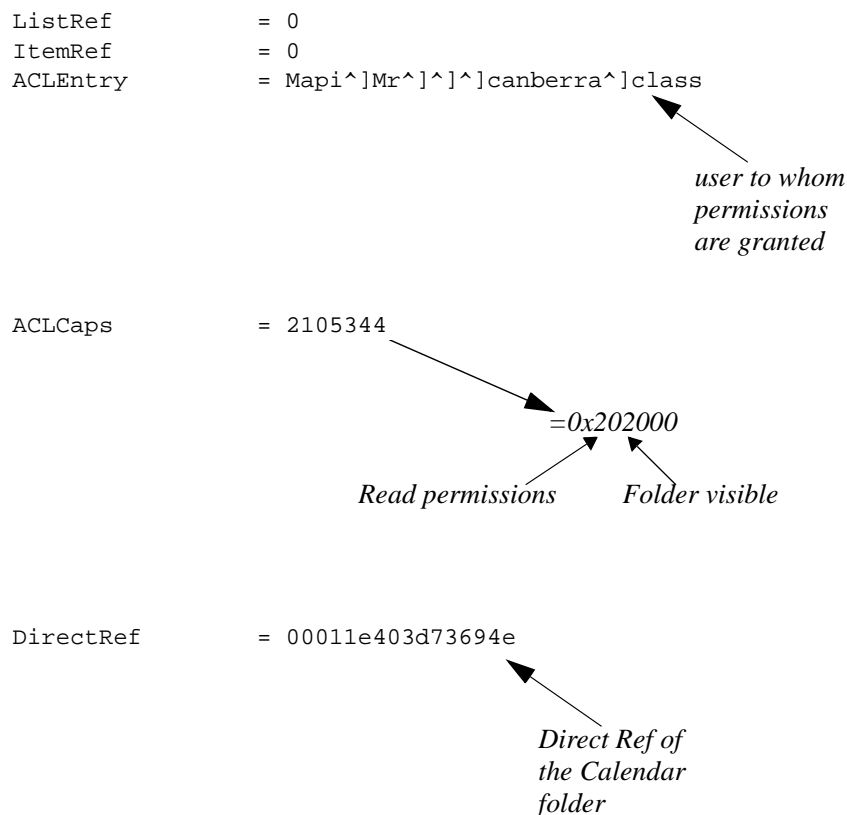 ListRef = 0
ItemRef = 0
ACLEntry = Mapi^]Mr^]^]^]canberra^]class
user to whom
permissions
are granted
ACLCaps = 2105344
=0x202000
Read permissions Folder visible
DirectRef = 00011e403d73694e
Direct Ref of
the Calendar
folder